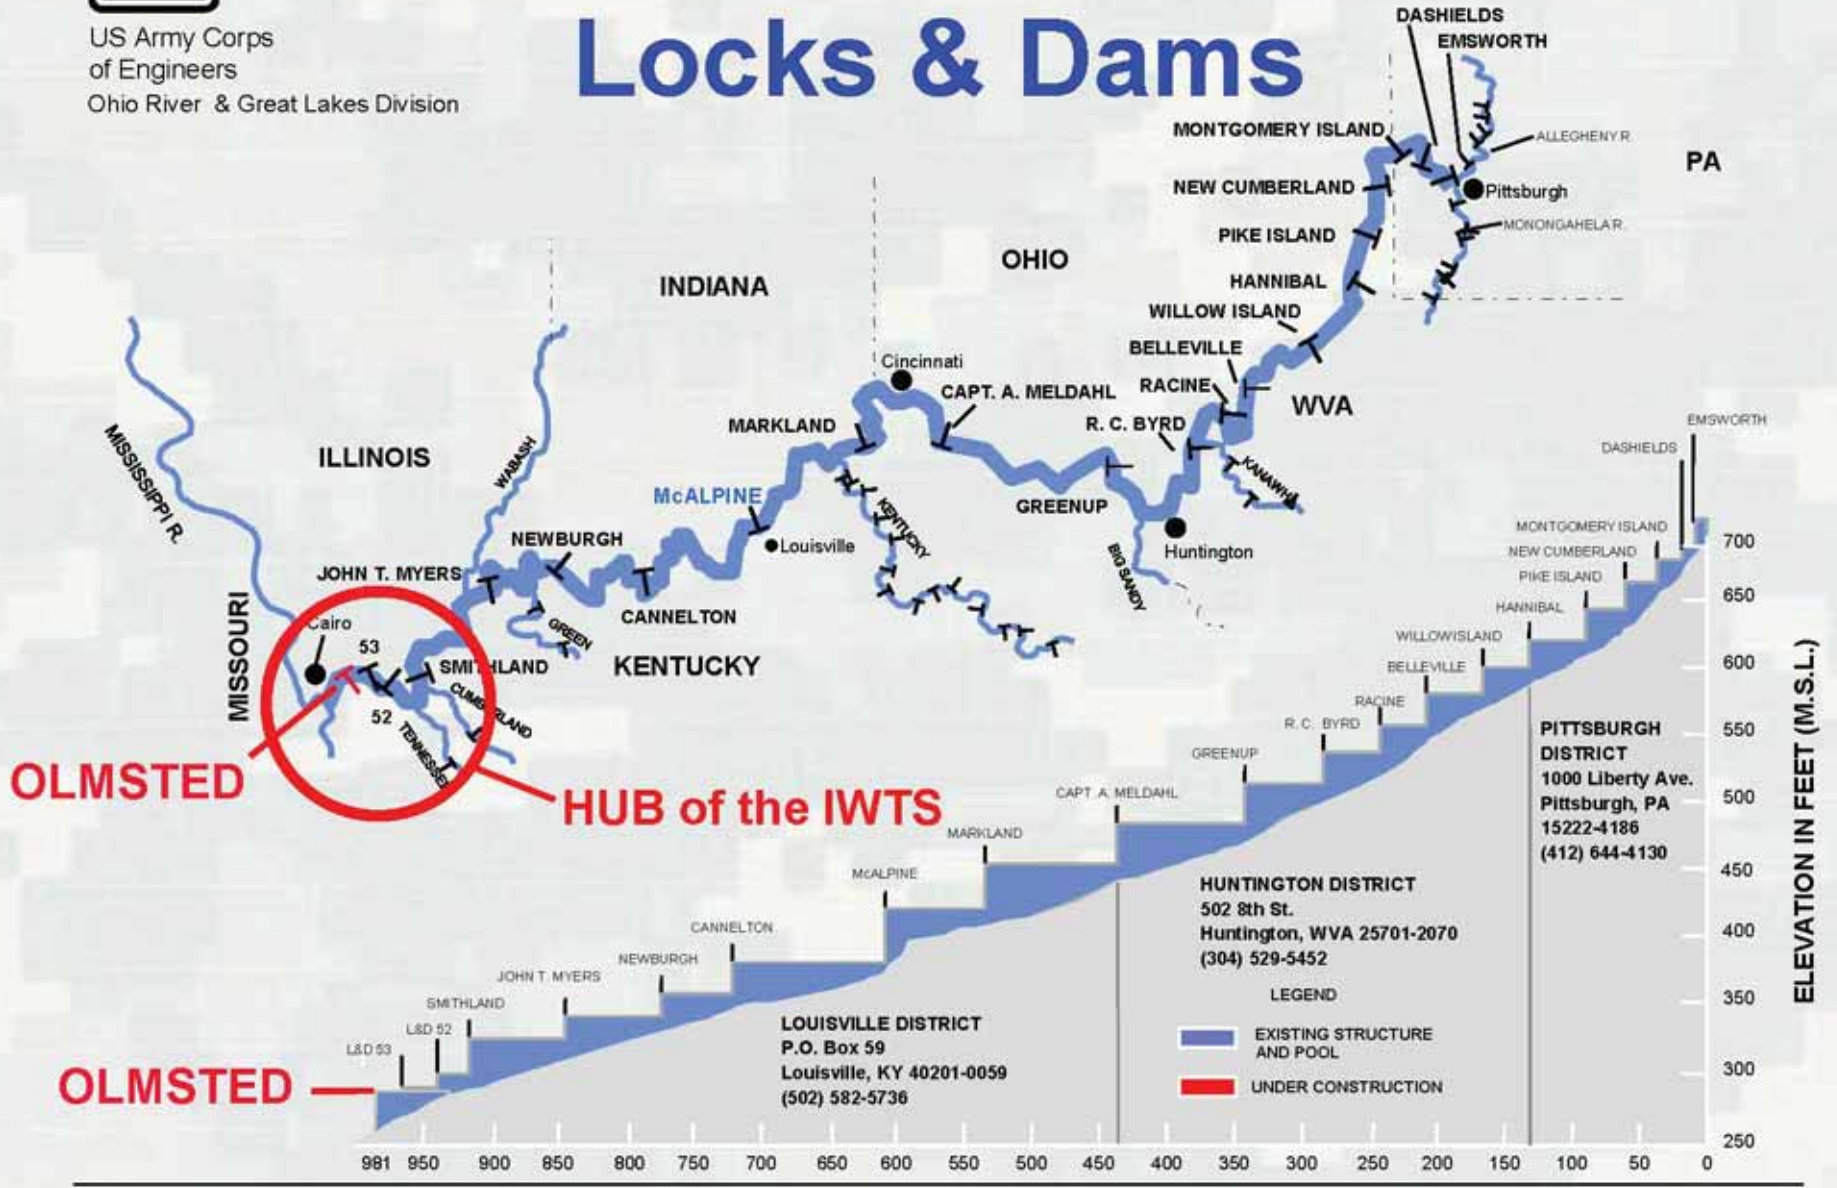 US Army Corps
of Engineers
Ohio River & Great Lakes Division
Locks & Dams
DASHIELDS
EMSWORTH
MONTGOMERY ISLAND
ALLEGHENY R.
PA
NEW CUMBERLAND
Pittsburgh
PIKE ISLAND
MONONGAHELA R.
HANNIBAL
OHIO
INDIANA
WILLOW ISLAND
BELLEVILLE
RACINE
WVA
Cincinnati
CAPT. A. MELDAHL
R. C. BYRD
MARKLAND
KANAWHA
MISSISSIPPI R.
ILLINOIS
WABASH
McALPINE
GREENUP
KENTUCKY
NEWBURGH
Louisville
Huntington
BIG SANDY
JOHN T. MYERS
CANNELTON
GREEN
MISSOURI
Cairo
53
SMITHLAND
KENTUCKY
52
CUMBERLAND
TENNESSEE
OLMSTED
HUB of the IWTS
EMSWORTH
DASHIELDS
MONTGOMERY ISLAND
NEW CUMBERLAND
PIKE ISLAND
HANNIBAL
WILLOW ISLAND
BELLEVILLE
RACINE
R. C. BYRD
GREENUP
CAPT. A. MELDAHL
MARKLAND
McALPINE
CANNELTON
NEWBURGH
JOHN T. MYERS
SMITHLAND
L&D 52
L&D 53
OLMSTED
700
650
600
550
500
450
400
350
300
250
ELEVATION IN FEET (M.S.L.)
PITTSBURGH
DISTRICT
1000 Liberty Ave.
Pittsburgh, PA
15222-4186
(412) 644-4130
HUNTINGTON DISTRICT
502 8th St.
Huntington, WVA 25701-2070
(304) 529-5452
LEGEND
EXISTING STRUCTURE
AND POOL
UNDER CONSTRUCTION
LOUISVILLE DISTRICT
P.O. Box 59
Louisville, KY 40201-0059
(502) 582-5736
981 950 900 850 800 750 700 650 600 550 500 450 400 350 300 250 200 150 100 50 0